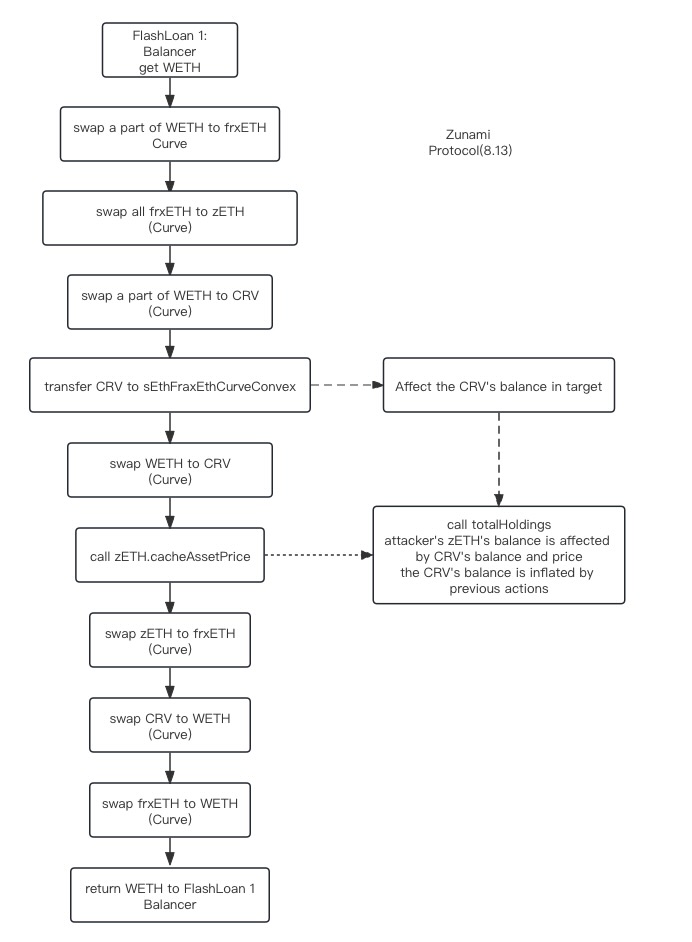 FlashLoan 1:
Balancer
get WETH
swap a part of WETH to frxETH
Curve
Zunami
Protocol(8.13)
swap all frxETH to zETH
(Curve)
swap a part of WETH to CRV
(Curve)
transfer CRV to sEthFraxEthCurveConvex
Affect the CRV's balance in target
swap WETH to CRV
(Curve)
call zETH.cacheAssetPrice
call totalHoldings
attacker's zETH's balance is affected
by CRV's balance and price
the CRV's balance is inflated by
previous actions
swap zETH to frxETH
(Curve)
swap CRV to WETH
(Curve)
swap frxETH to WETH
(Curve)
return WETH to FlashLoan 1
Balancer